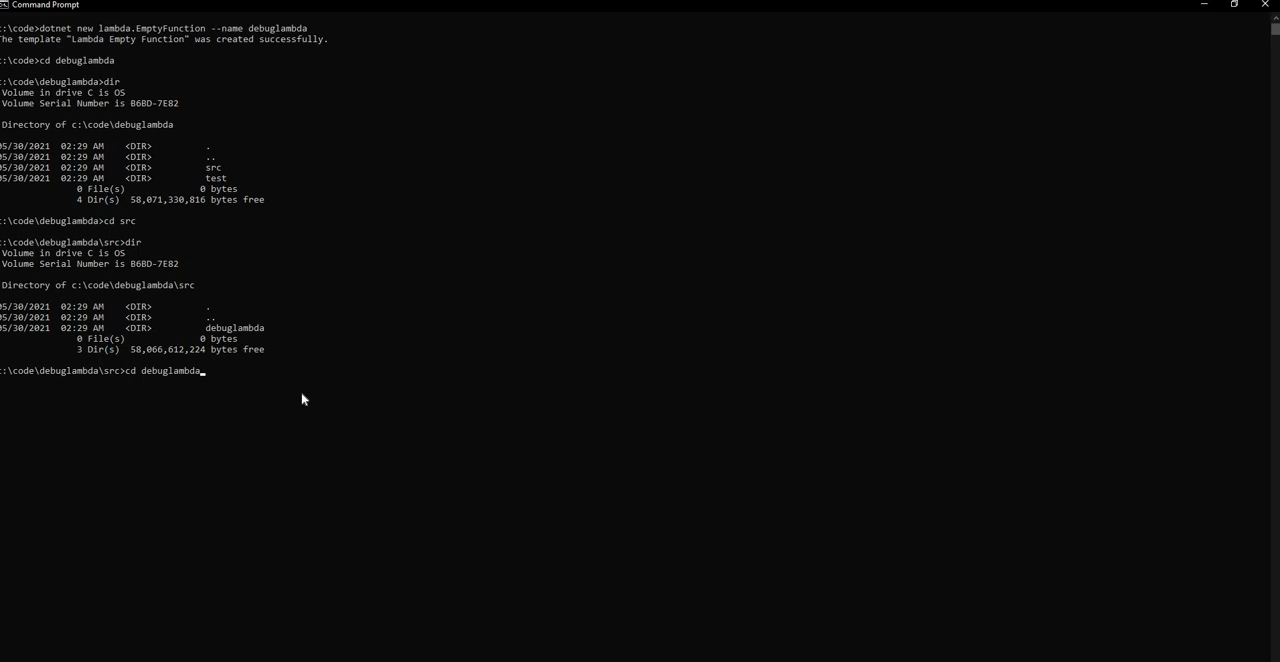 Command Prompt
:\code>dotnet new lambda.EmptyFunction --name debuglambda
The template "Lambda Empty Function" was created successfully.
:\code>cd debuglambda
:\code\debuglambda>dir
Volume in drive C is OS
Volume Serial Number is B6BD-7E82
Directory of c:\code\debuglambda
05/30/2021 02:29 AM <DIR> .
05/30/2021 02:29 AM <DIR> ..
05/30/2021 02:29 AM <DIR> src
05/30/2021 02:29 AM <DIR> test
0 File(s) 0 bytes
4 Dir(s) 58,071,330,816 bytes free
:\code\debuglambda>cd src
:\code\debuglambda\src>dir
Volume in drive C is OS
Volume Serial Number is B6BD-7E82
Directory of c:\code\debuglambda\src
05/30/2021 02:29 AM <DIR> .
05/30/2021 02:29 AM <DIR> ..
05/30/2021 02:29 AM <DIR> debuglambda
0 File(s) 0 bytes
3 Dir(s) 58,066,612,224 bytes free
:\code\debuglambda\src>cd debuglambda